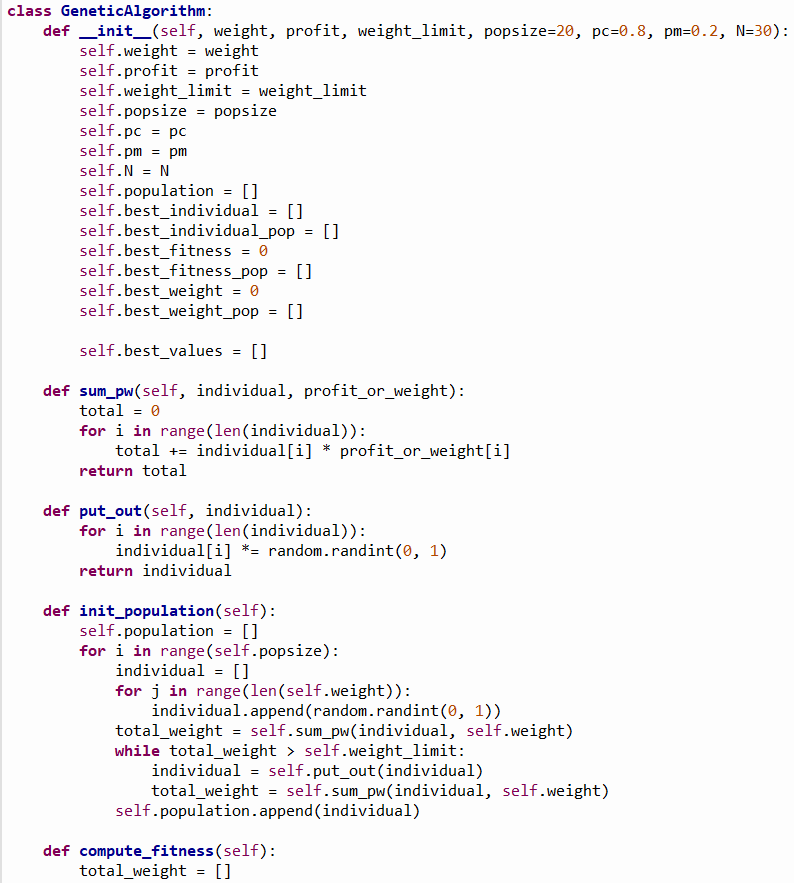 class GeneticAlgorithm:
    def __init__(self, weight, profit, weight_limit, popsize=20, pc=0.8, pm=0.2, N=30):
        self.weight = weight
        self.profit = profit
        self.weight_limit = weight_limit
        self.popsize = popsize
        self.pc = pc
        self.pm = pm
        self.N = N
        self.population = []
        self.best_individual = []
        self.best_individual_pop = []
        self.best_fitness = 0
        self.best_fitness_pop = []
        self.best_weight = 0
        self.best_weight_pop = []

        self.best_values = []

    def sum_pw(self, individual, profit_or_weight):
        total = 0
        for i in range(len(individual)):
            total += individual[i] * profit_or_weight[i]
        return total

    def put_out(self, individual):
        for i in range(len(individual)):
            individual[i] *= random.randint(0, 1)
        return individual

    def init_population(self):
        self.population = []
        for i in range(self.popsize):
            individual = []
            for j in range(len(self.weight)):
                individual.append(random.randint(0, 1))
            total_weight = self.sum_pw(individual, self.weight)
            while total_weight > self.weight_limit:
                individual = self.put_out(individual)
                total_weight = self.sum_pw(individual, self.weight)
            self.population.append(individual)

    def compute_fitness(self):
        total_weight = []